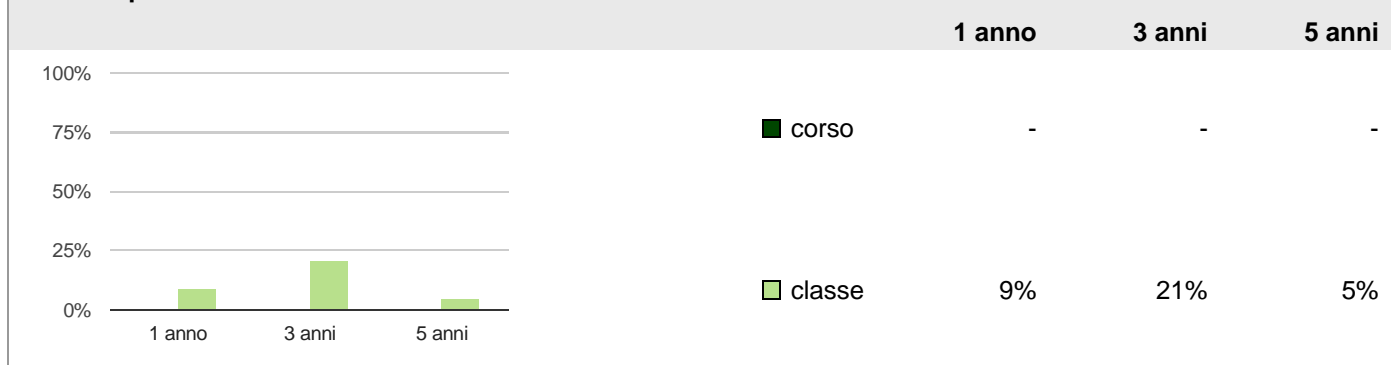 1 anno 3 anni 5 anni
100%
75%
50%
25%
0%
1 anno 3 anni 5 anni
corso - - -
classe 9% 21% 5%